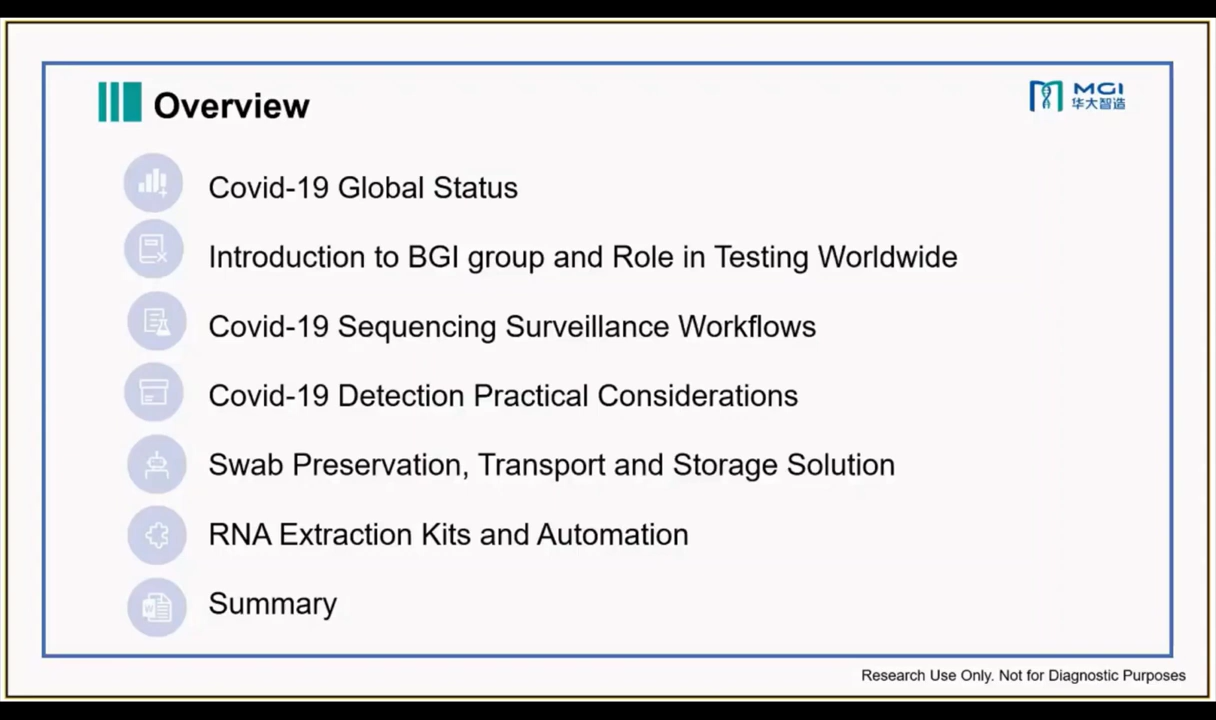 Overview
MGI
华大智造
Covid-19 Global Status
Introduction to BGI group and Role in Testing Worldwide
Covid-19 Sequencing Surveillance Workflows
Covid-19 Detection Practical Considerations
Swab Preservation, Transport and Storage Solution
RNA Extraction Kits and Automation
W
Summary
Research Use Only. Not for Diagnostic Purposes